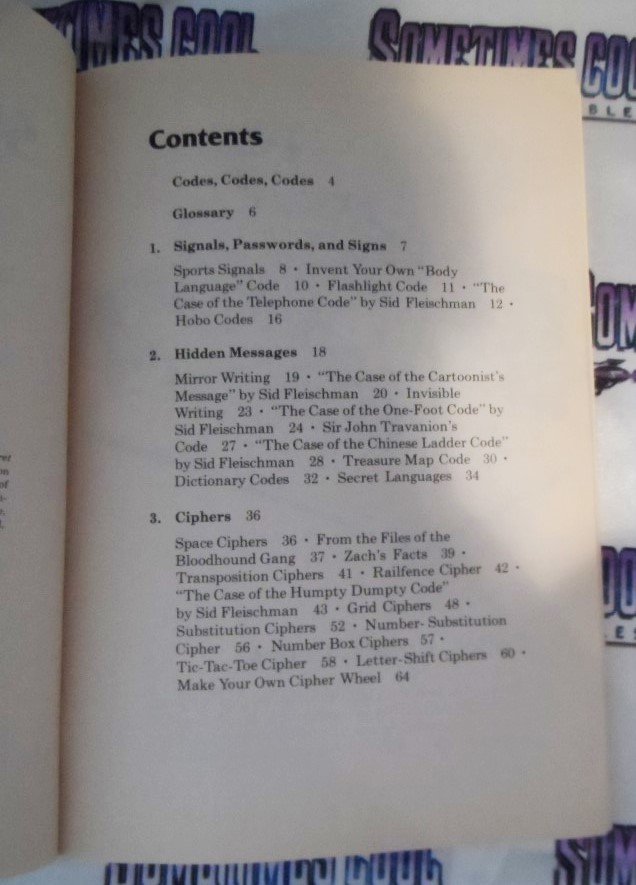 SOMETIMES COOL
SOMETIMES COO
BLE
Contents
Codes, Codes, Codes 4
Glossary 6
1. Signals, Passwords, and Signs 7
Sports Signals 8 • Invent Your Own "Body
Language" Code 10 • Flashlight Code 11 • "The
Case of the Telephone Code" by Sid Fleischman 12 •
Hobo Codes 16
2. Hidden Messages 18
Mirror Writing 19 • "The Case of the Cartoonist's
Message" by Sid Fleischman 20 • Invisible
Writing 23 • "The Case of the One-Foot Code" by
Sid Fleischman 24 • Sir John Travanion's
Code 27 • "The Case of the Chinese Ladder Code"
by Sid Fleischman 28 • Treasure Map Code 30 •
Dictionary Codes 32 • Secret Languages 34
3. Ciphers 36
Space Ciphers 36 • From the Files of the
Bloodhound Gang 37 • Zach's Facts 39 •
Transposition Ciphers 41 • Railfence Cipher 42 •
"The Case of the Humpty Dumpty Code"
by Sid Fleischman 43 • Grid Ciphers 48 •
Substitution Ciphers 52 • Number- Substitution
Cipher 56 • Number Box Ciphers 57 •
Tic-Tac-Toe Cipher 58 • Letter-Shift Ciphers 60 •
Make Your Own Cipher Wheel 64
of
SOMETIMES COOL